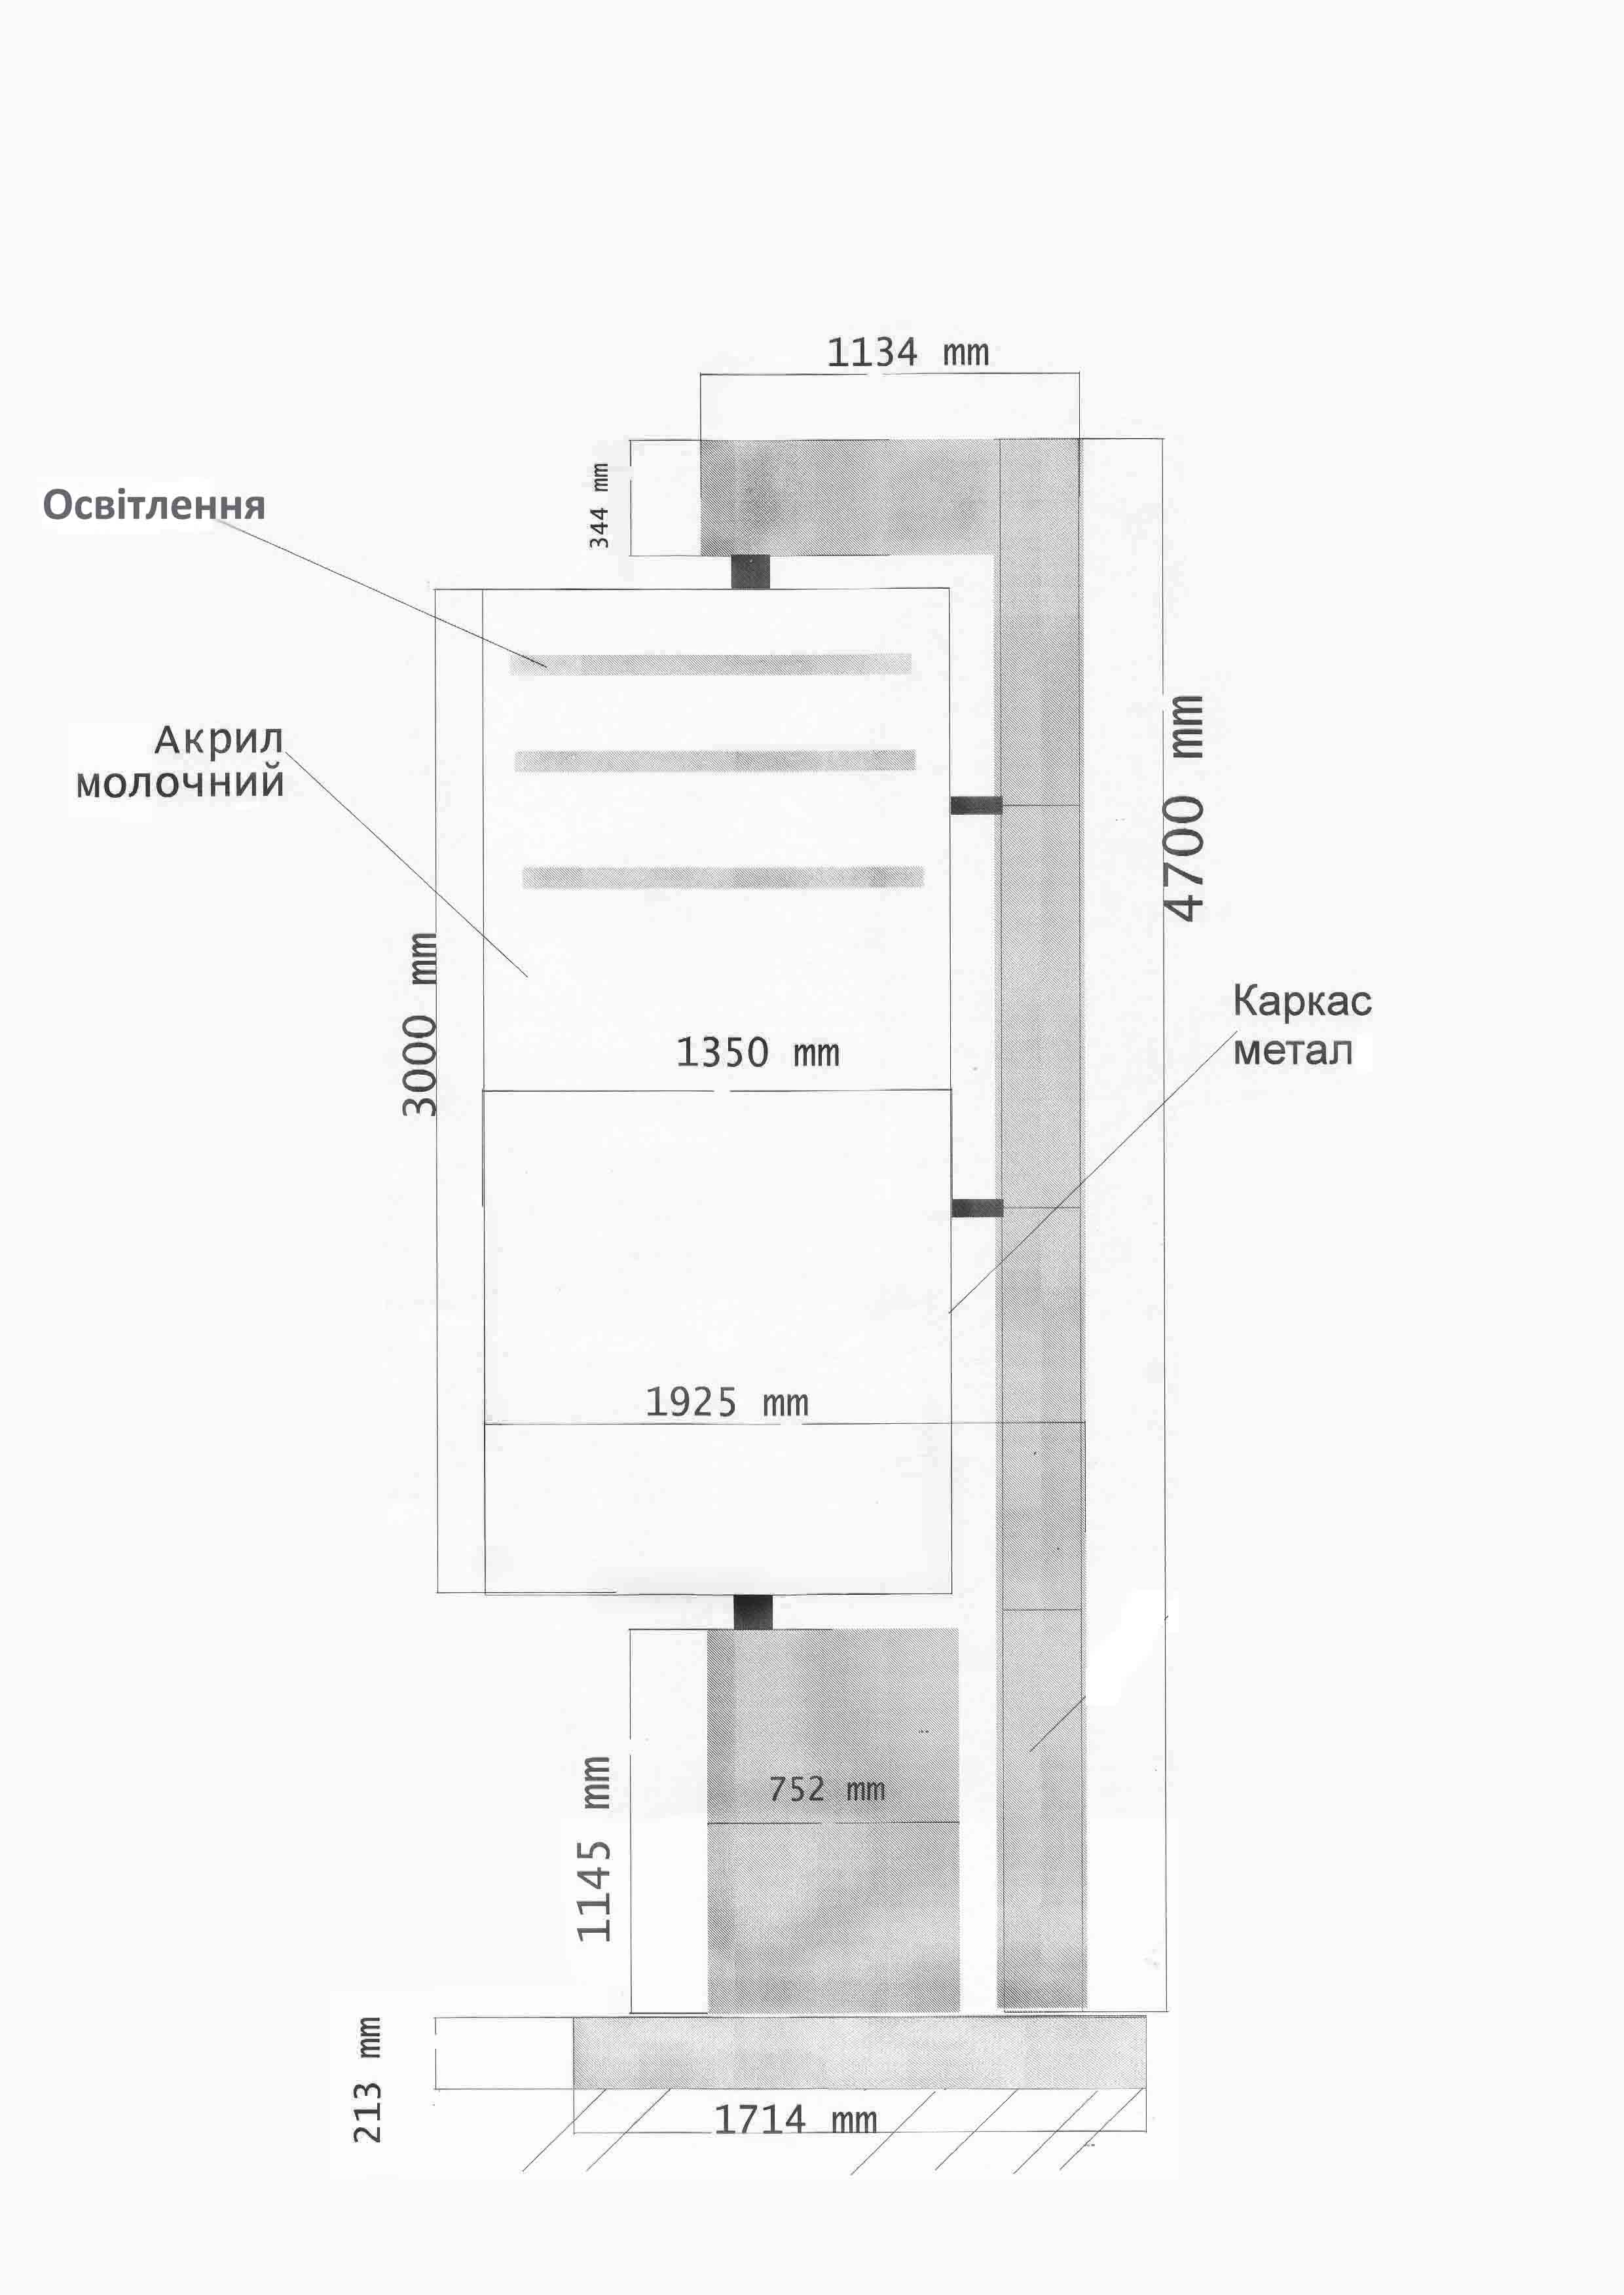 1134 mm
344 mm
Освітлення
Акрил
молочний
4700 mm
3000 mm
Каркас
метал
1350 mm
1925 mm
752 mm
1145 mm
213 mm
1714 mm